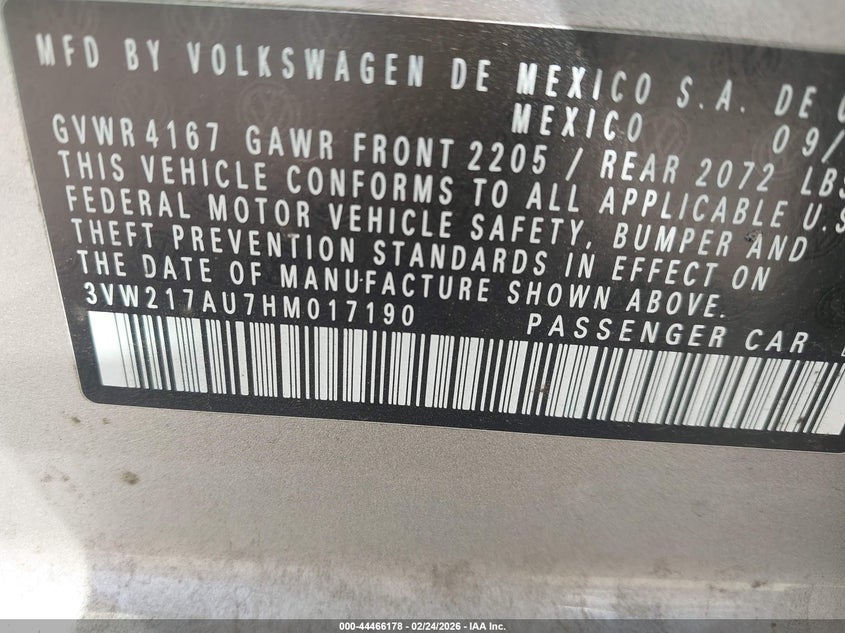 MFD BY VOLKSWAGEN DE MEXICO S.A. DE
MEXICO 09/
GVWR 4167 GAWR FRONT 2205 / REAR 2072 LBS
THIS VEHICLE CONFORMS TO ALL APPLICABLE U.S
FEDERAL MOTOR VEHICLE SAFETY, BUMPER AND
THEFT PREVENTION STANDARDS IN EFFECT ON
THE DATE OF MANUFACTURE SHOWN ABOVE.
3VW217AU7HM017190 PASSENGER CAR
000-44466178 - 02/24/2026 - IAA Inc.